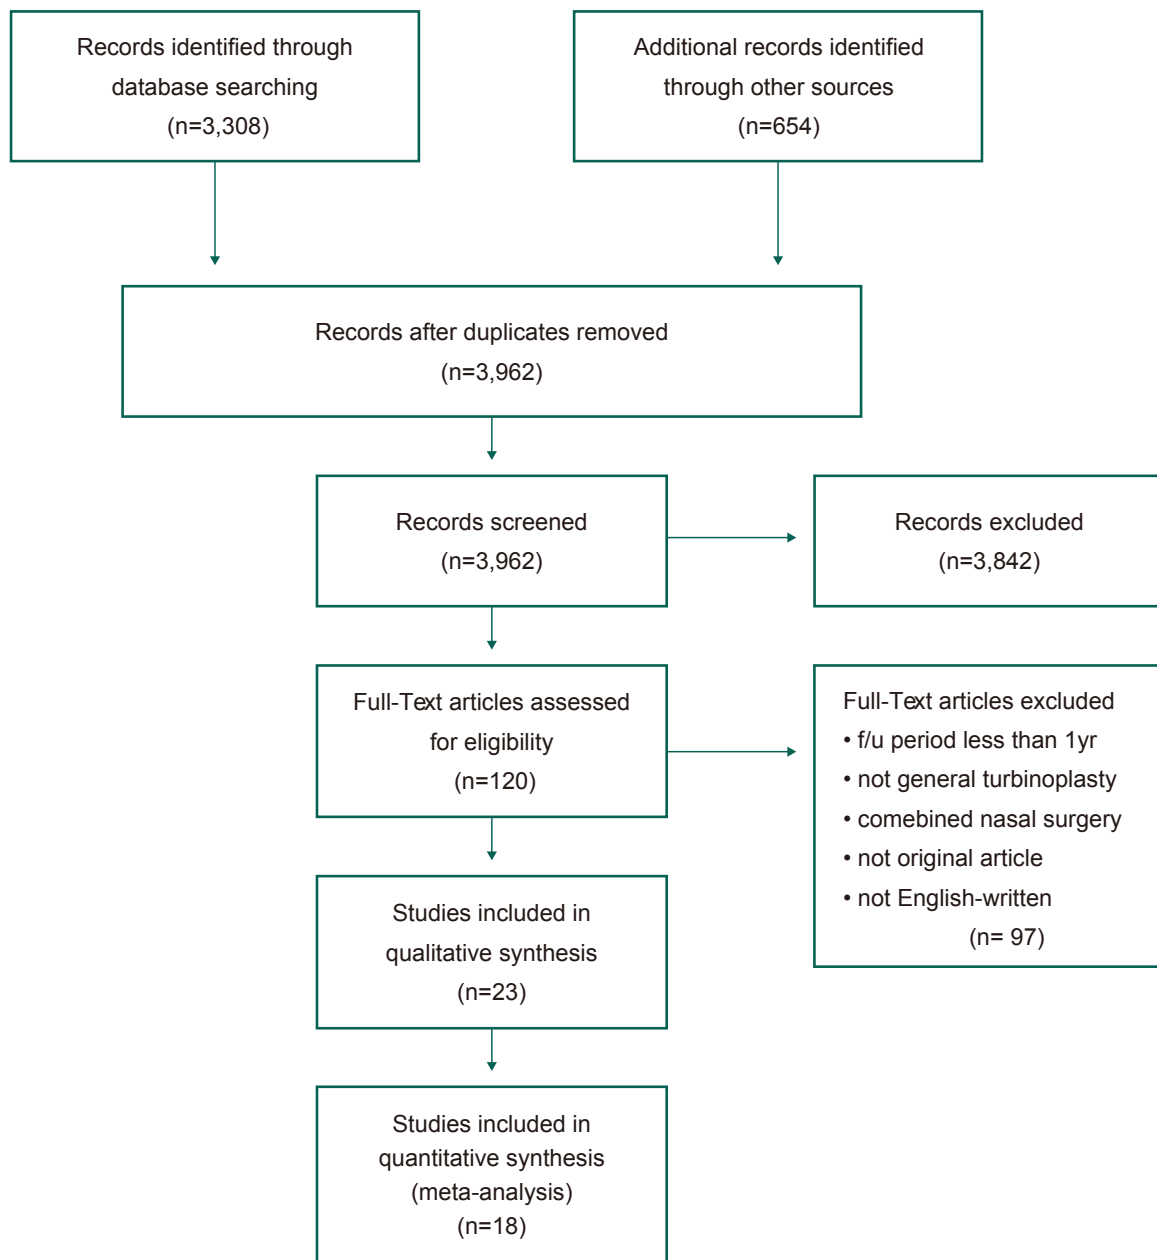 Records identified through
database searching
(n=3,308)
Additional records identified
through other sources
(n=654)
Records after duplicates removed
(n=3,962)
Records screened
(n=3,962)
Records excluded
(n=3,842)
Full-Text articles assessed
for eligibility
(n=120)
Full-Text articles excluded
• f/u period less than 1yr
• not general turbinoplasty
• comebined nasal surgery
• not original article
• not English-written
(n= 97)
Studies included in
qualitative synthesis
(n=23)
Studies included in
quantitative synthesis
(meta-analysis)
(n=18)